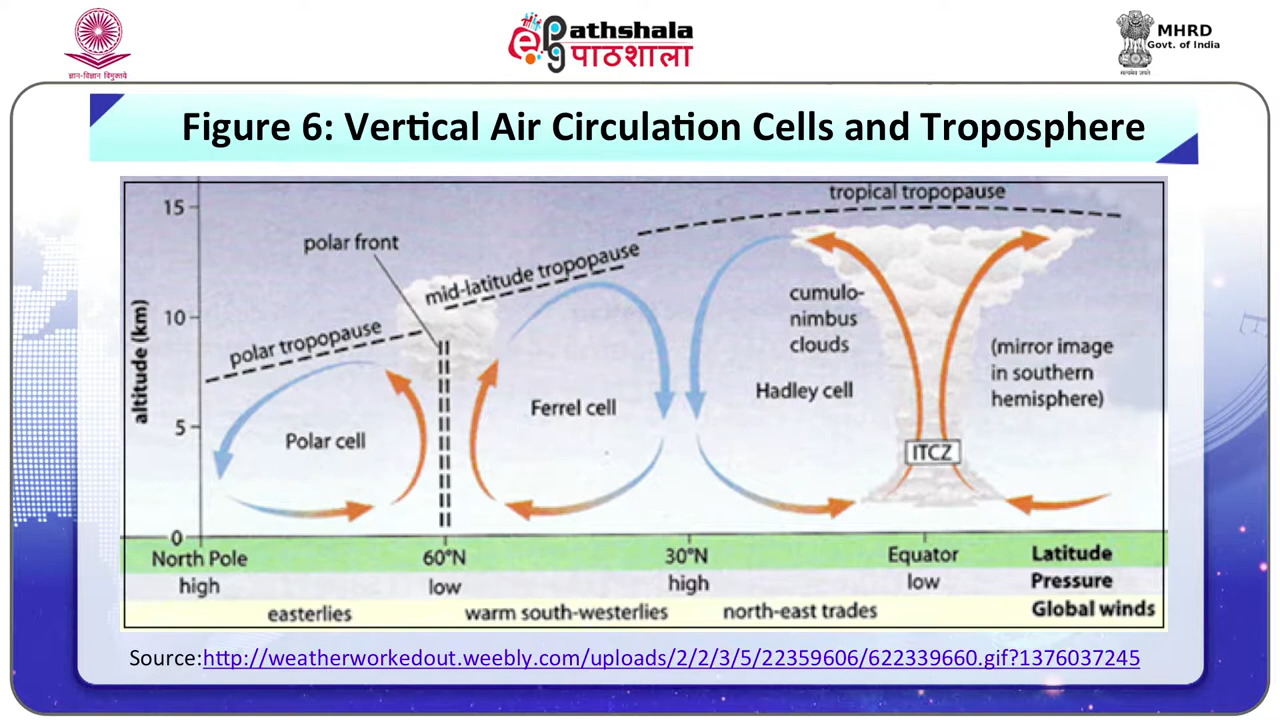 ज्ञान-विज्ञान विमुक्तये
ePathshala
पाठशाला
MHRD
Govt. of India
सत्यमेव जयते
Figure 6: Vertical Air Circulation Cells and Troposphere
tropical tropopause
15
polar front
mid-latitude tropopause
10
polar tropopause
altitude (km)
cumulo-
nimbus
clouds
(mirror image
in southern
hemisphere)
Hadley cell
Ferrel cell
Polar cell
5
ITCZ
0
North Pole 60°N 30°N Equator Latitude
high low high low Pressure
easterlies warm south-westerlies north-east trades Global winds
Source:http://weatherworkedout.weebly.com/uploads/2/2/3/5/22359606/622339660.gif?1376037245